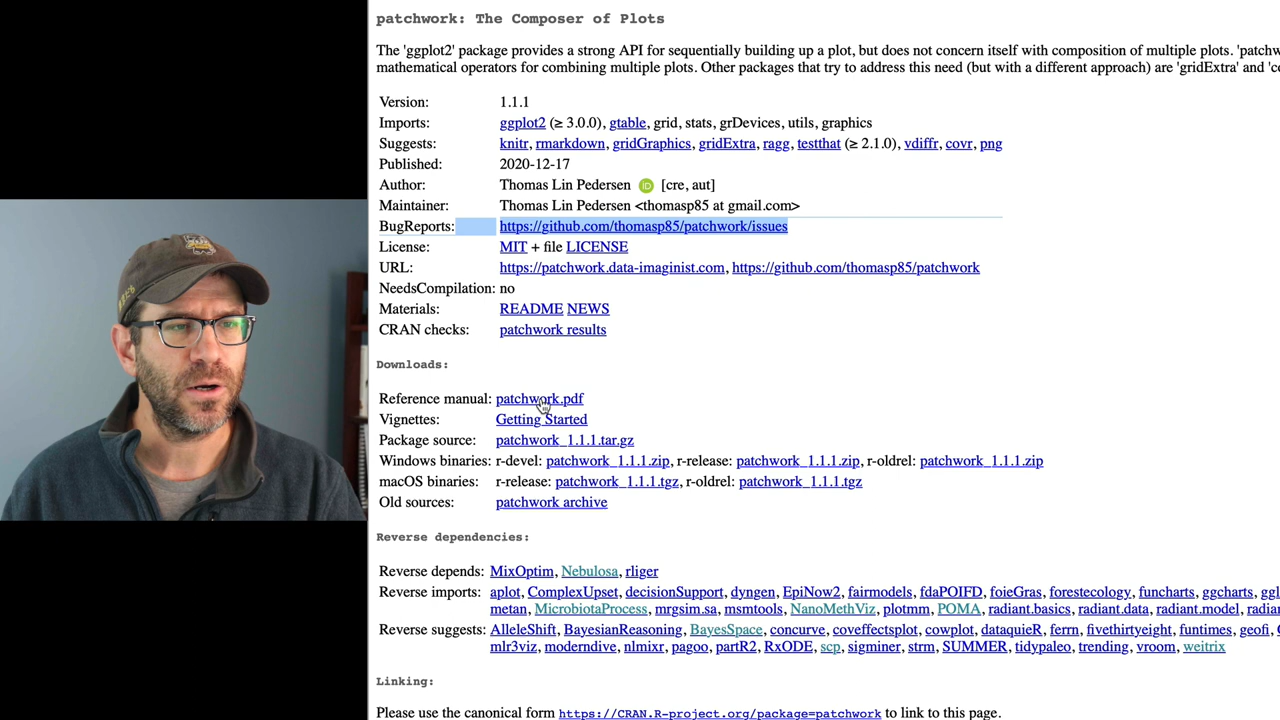 patchwork: The Composer of Plots
The 'ggplot2' package provides a strong API for sequentially building up a plot, but does not concern itself with composition of multiple plots. 'patchw
mathematical operators for combining multiple plots. Other packages that try to address this need (but with a different approach) are 'gridExtra' and 'co
Version: 1.1.1
Imports: ggplot2 (≥ 3.0.0), gtable, grid, stats, grDevices, utils, graphics
Suggests: knitr, rmarkdown, gridGraphics, gridExtra, ragg, testthat (≥ 2.1.0), vdiffr, covr, png
Published: 2020-12-17
Author: Thomas Lin Pedersen iD [cre, aut]
Maintainer: Thomas Lin Pedersen <thomasp85 at gmail.com>
BugReports: https://github.com/thomasp85/patchwork/issues
License: MIT + file LICENSE
URL: https://patchwork.data-imaginist.com, https://github.com/thomasp85/patchwork
NeedsCompilation: no
Materials: README NEWS
CRAN checks: patchwork results
Downloads:
Reference manual: patchwork.pdf
Vignettes: Getting Started
Package source: patchwork_1.1.1.tar.gz
Windows binaries: r-devel: patchwork_1.1.1.zip, r-release: patchwork_1.1.1.zip, r-oldrel: patchwork_1.1.1.zip
macOS binaries: r-release: patchwork_1.1.1.tgz, r-oldrel: patchwork_1.1.1.tgz
Old sources: patchwork archive
Reverse dependencies:
Reverse depends: MixOptim, Nebulosa, rliger
Reverse imports: aplot, ComplexUpset, decisionSupport, dyngen, EpiNow2, fairmodels, fdaPOIFD, foieGras, forestecology, funcharts, ggcharts, ggl
metan, MicrobiotaProcess, mrgsim.sa, msmtools, NanoMethViz, plotmm, POMA, radiant.basics, radiant.data, radiant.model, radian
Reverse suggests: AlleleShift, BayesianReasoning, BayesSpace, concurve, coveffectsplot, cowplot, dataquieR, ferrn, fivethirtyeight, funtimes, geofi,
mlr3viz, moderndive, nlmixr, pagoo, partR2, RxODE, scp, sigminer, strm, SUMMER, tidypaleo, trending, vroom, weitrix
Linking:
Please use the canonical form https://CRAN.R-project.org/package=patchwork to link to this page.